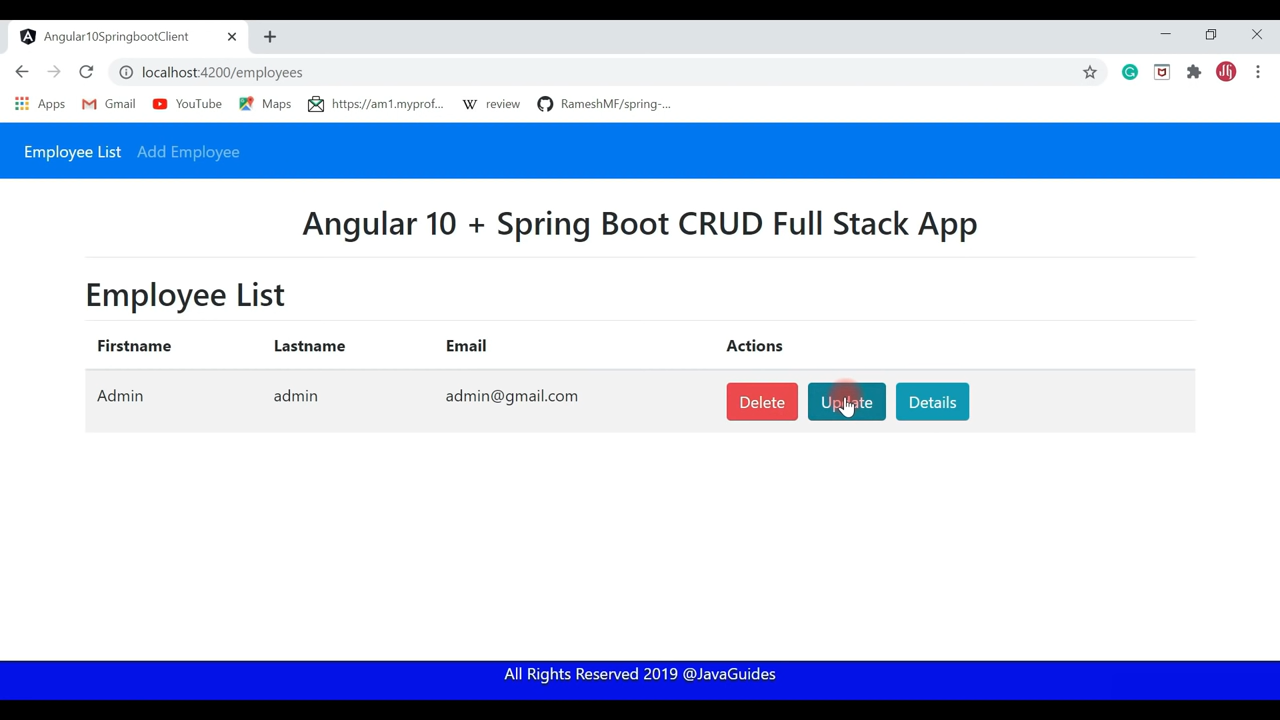 Angular10SpringbootClient
localhost:4200/employees
Apps Gmail YouTube Maps https://am1.myprof... review RameshMF/spring-...
Employee List Add Employee
Angular 10 + Spring Boot CRUD Full Stack App
Employee List
Firstname Lastname Email Actions
Admin admin admin@gmail.com Delete Update Details
All Rights Reserved 2019 @JavaGuides